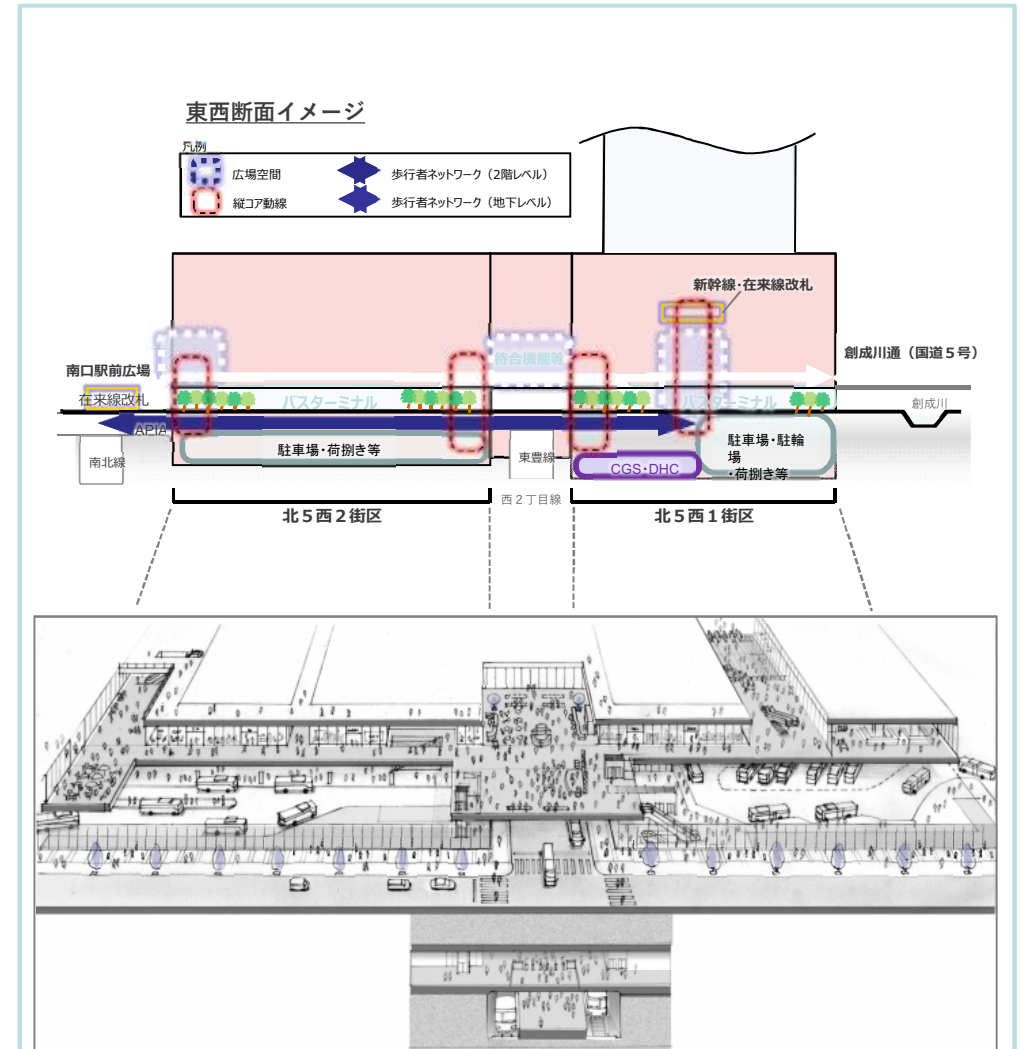 東西断面イメージ
凡例
広場空間
歩行者ネットワーク（2階レベル）
縦コア動線
歩行者ネットワーク（地下レベル）
新幹線・在来線改札
待合機能等
創成川通（国道５号）
南口駅前広場
在来線改札
バスターミナル
バスターミナル
創成川
APIA
駐車場・荷捌き等
東豊線
駐車場・駐輪
場
・荷捌き等
南北線
CGS・DHC
西２丁目線
北５西２街区
北５西１街区